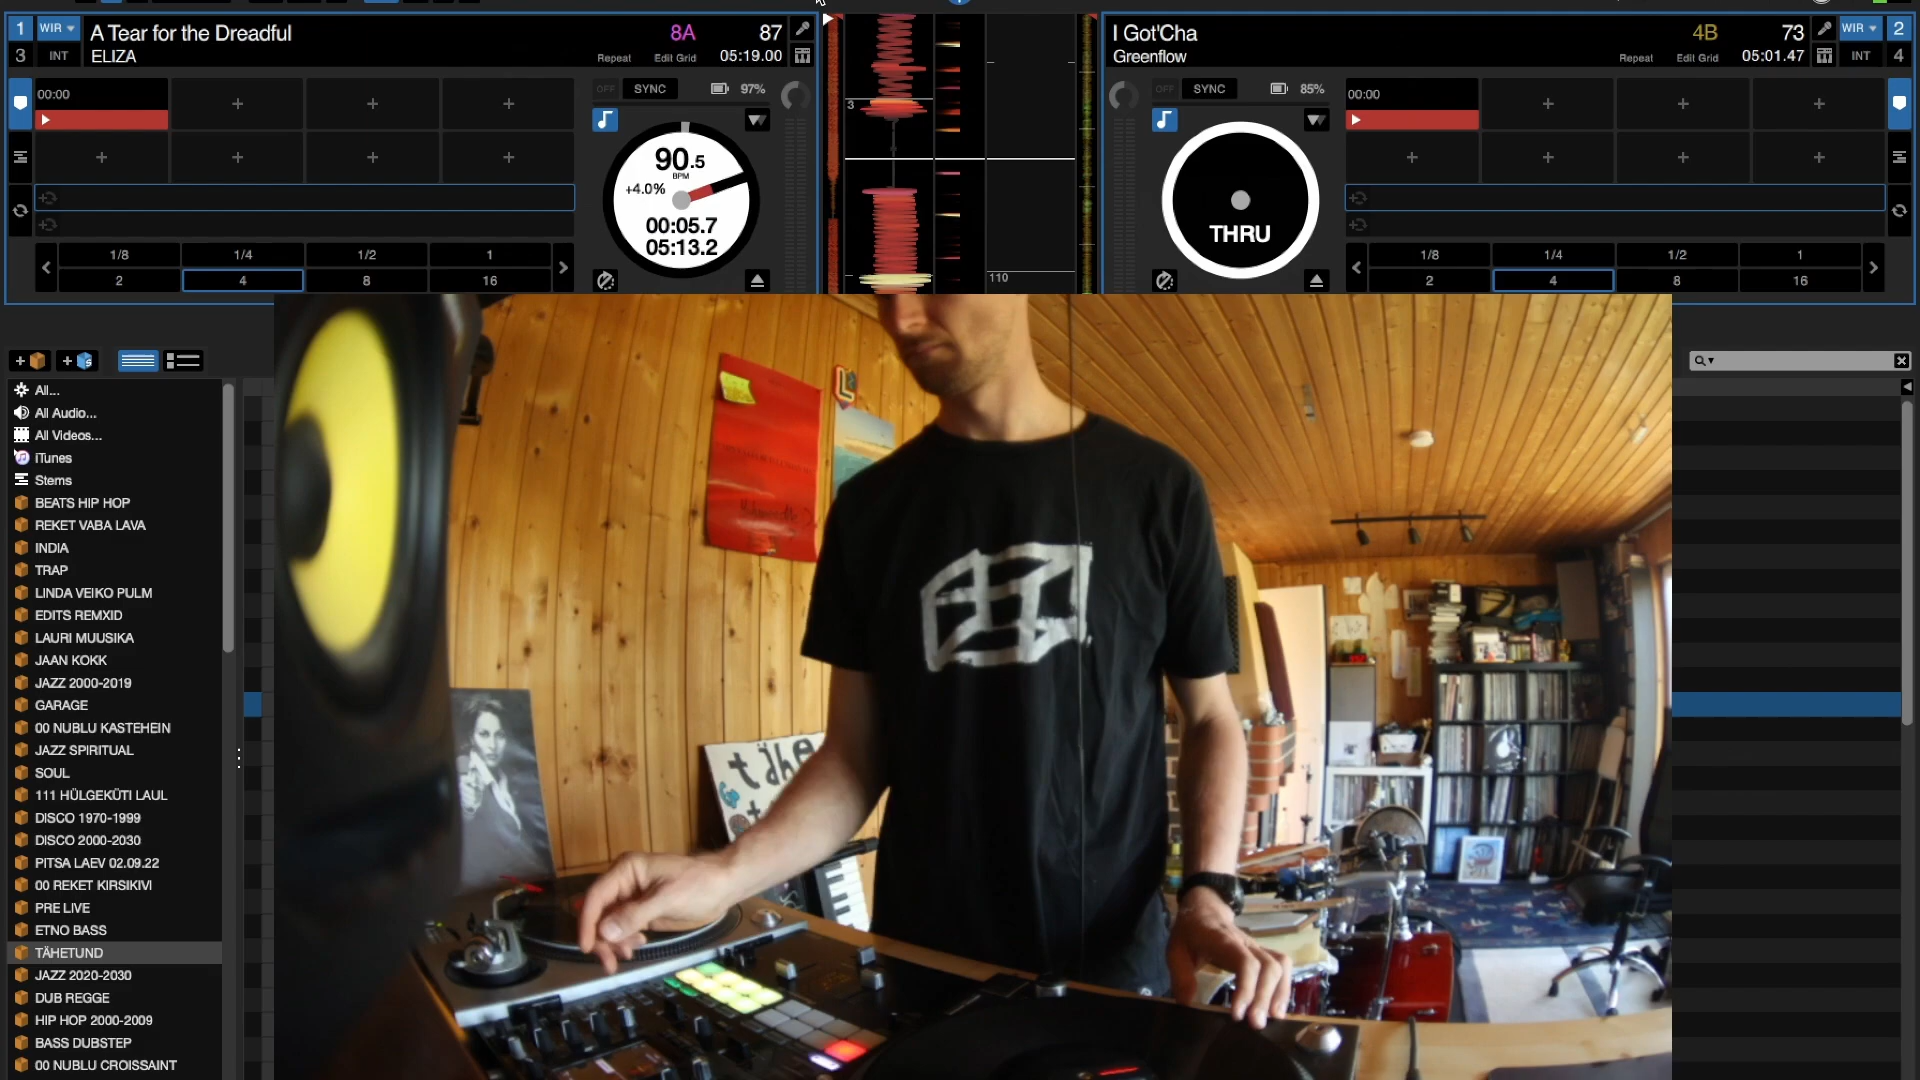 1 WIR A Tear for the Dreadful 8A 87
3 INT ELIZA Repeat Edit Grid 05:19.00
00:00
OFF SYNC 97%
90.5
BPM
+4.0%
00:05.7
05:13.2
1/8 1/4 1/2 1
2 4 8 16
3
110
I Got'Cha 4B 73 WIR 2
Greenflow Repeat Edit Grid 05:01.47 INT 4
OFF SYNC 85%
00:00
THRU
1/8 1/4 1/2 1
2 4 8 16
All...
All Audio...
All Videos...
iTunes
Stems
BEATS HIP HOP
REKET VABA LAVA
INDIA
TRAP
LINDA VEIKO PULM
EDITS REMXID
LAURI MUUSIKA
JAAN KOKK
JAZZ 2000-2019
GARAGE
00 NUBLU KASTEHEIN
JAZZ SPIRITUAL
SOUL
111 HÜLGEKÜTI LAUL
DISCO 1970-1999
DISCO 2000-2030
PITSA LAEV 02.09.22
00 REKET KIRSIKIVI
PRE LIVE
ETNO BASS
TÄHETUND
JAZZ 2020-2030
DUB REGGE
HIP HOP 2000-2009
BASS DUBSTEP
00 NUBLU CROISSAINT
tähe